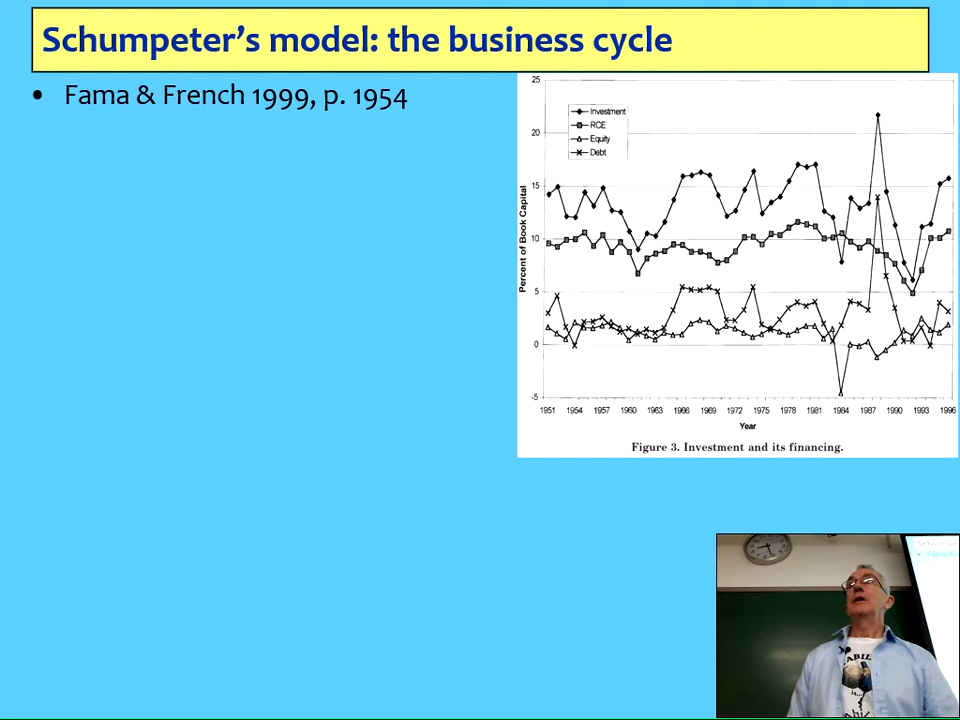 Schumpeter's model: the business cycle
• Fama & French 1999, p. 1954
25
20
15
10
5
0
-5
Percent of Book Capital
Investment
RCE
Equity
Debt
1951 1954 1957 1960 1963 1966 1969 1972 1975 1978 1981 1984 1987 1990 1993 1996
Year
Figure 3. Investment and its financing.